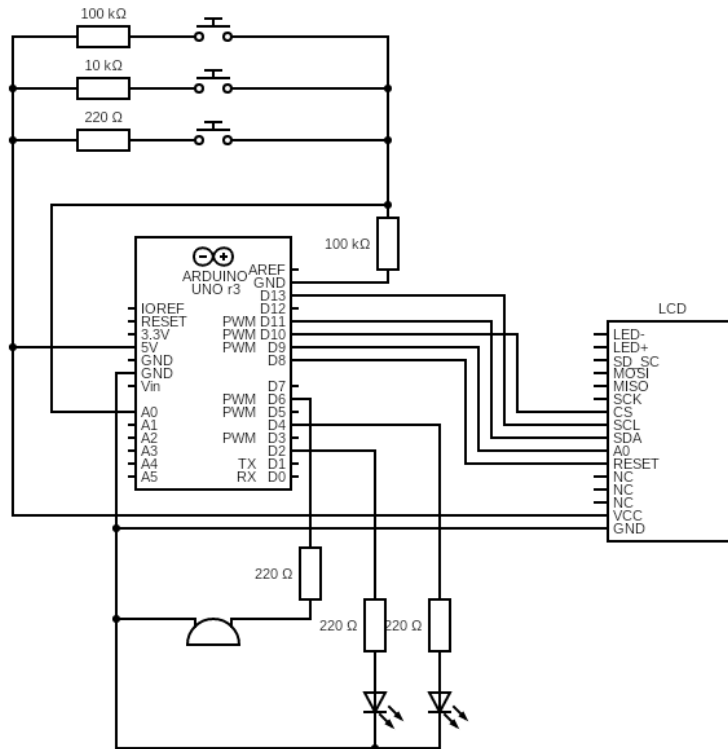 100 kΩ
10 kΩ
220 Ω
100 kΩ
ARDUINO
UNO r3
AREF
GND
D13
IOREF
D12
RESET
PWM D11
3.3V
PWM D10
5V
PWM D9
GND
D8
GND
Vin
D7
PWM D6
A0
PWM D5
A1
D4
A2
PWM D3
A3
D2
A4
TX D1
A5
RX D0
LCD
LED-
LED+
SD_SC
MOSI
MISO
SCK
CS
SCL
SDA
A0
RESET
NC
NC
NC
VCC
GND
220 Ω
220 Ω
220 Ω